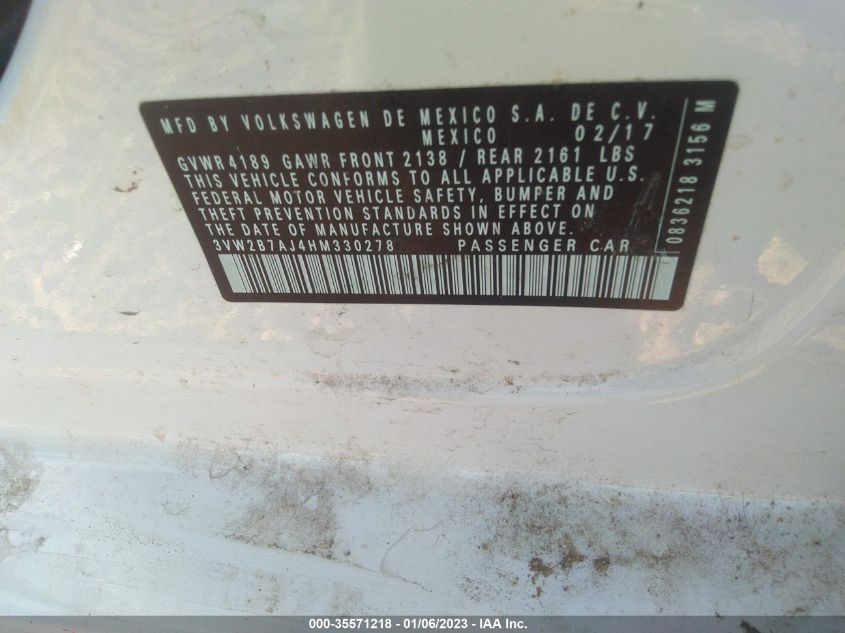 MFD BY VOLKSWAGEN DE MEXICO S.A. DE C.V.
MEXICO 02/17
GVWR 4189 GAWR FRONT 2138 / REAR 2161 LBS
THIS VEHICLE CONFORMS TO ALL APPLICABLE U.S.
FEDERAL MOTOR VEHICLE SAFETY, BUMPER AND
THEFT PREVENTION STANDARDS IN EFFECT ON
THE DATE OF MANUFACTURE SHOWN ABOVE.
3VW2B7AJ4HM330278 PASSENGER CAR
0836218 3156 M
000-35571218 - 01/06/2023 - IAA Inc.